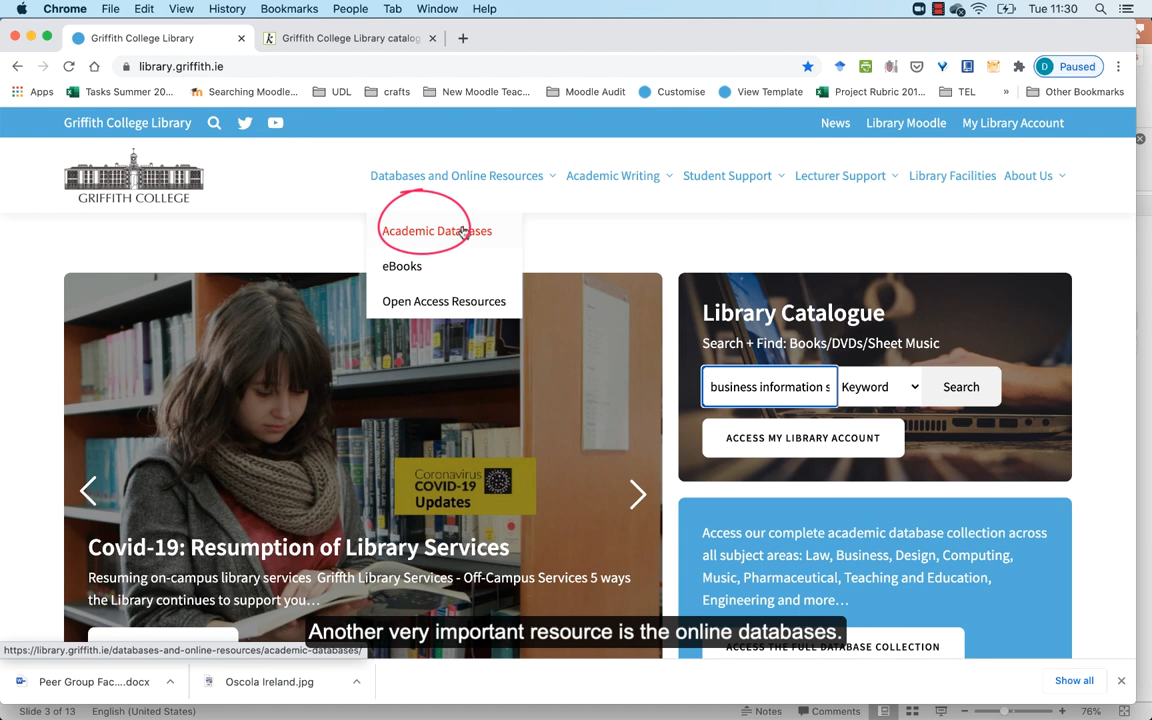 Chrome File Edit View History Bookmarks People Tab Window Help Tue 11:30
Griffith College Library Griffith College Library catalog
library.griffith.ie D Paused
Apps Tasks Summer 20... Searching Moodle... UDL crafts New Moodle Teac... Moodle Audit Customise View Template Project Rubric 201... TEL » Other Bookmarks
Griffith College Library News Library Moodle My Library Account
GRIFFITH COLLEGE
Databases and Online Resources Academic Writing Student Support Lecturer Support Library Facilities About Us
Academic Databases
eBooks
Open Access Resources
Coronavirus
COVID-19
Updates
Covid-19: Resumption of Library Services
Resuming on-campus library services Griffth Library Services - Off-Campus Services 5 ways
the Library continues to support you...
Library Catalogue
Search + Find: Books/DVDs/Sheet Music
business information s Keyword Search
ACCESS MY LIBRARY ACCOUNT
Access our complete academic database collection across
all subject areas: Law, Business, Design, Computing,
Music, Pharmaceutical, Teaching and Education,
Engineering and more...
ACCESS THE FULL DATABASE COLLECTION
Another very important resource is the online databases.
https://library.griffith.ie/databases-and-online-resources/academic-databases/
Peer Group Fac....docx Oscola Ireland.jpg Show all
Slide 3 of 13 English (United States) Notes Comments 76%